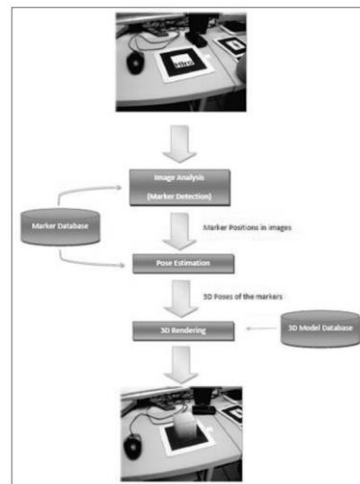 Hiro
Image Analysis
(Marker Detection)
Marker Database
Marker Positions in images
Pose Estimation
3D Poses of the markers
3D Rendering
3D Model Database